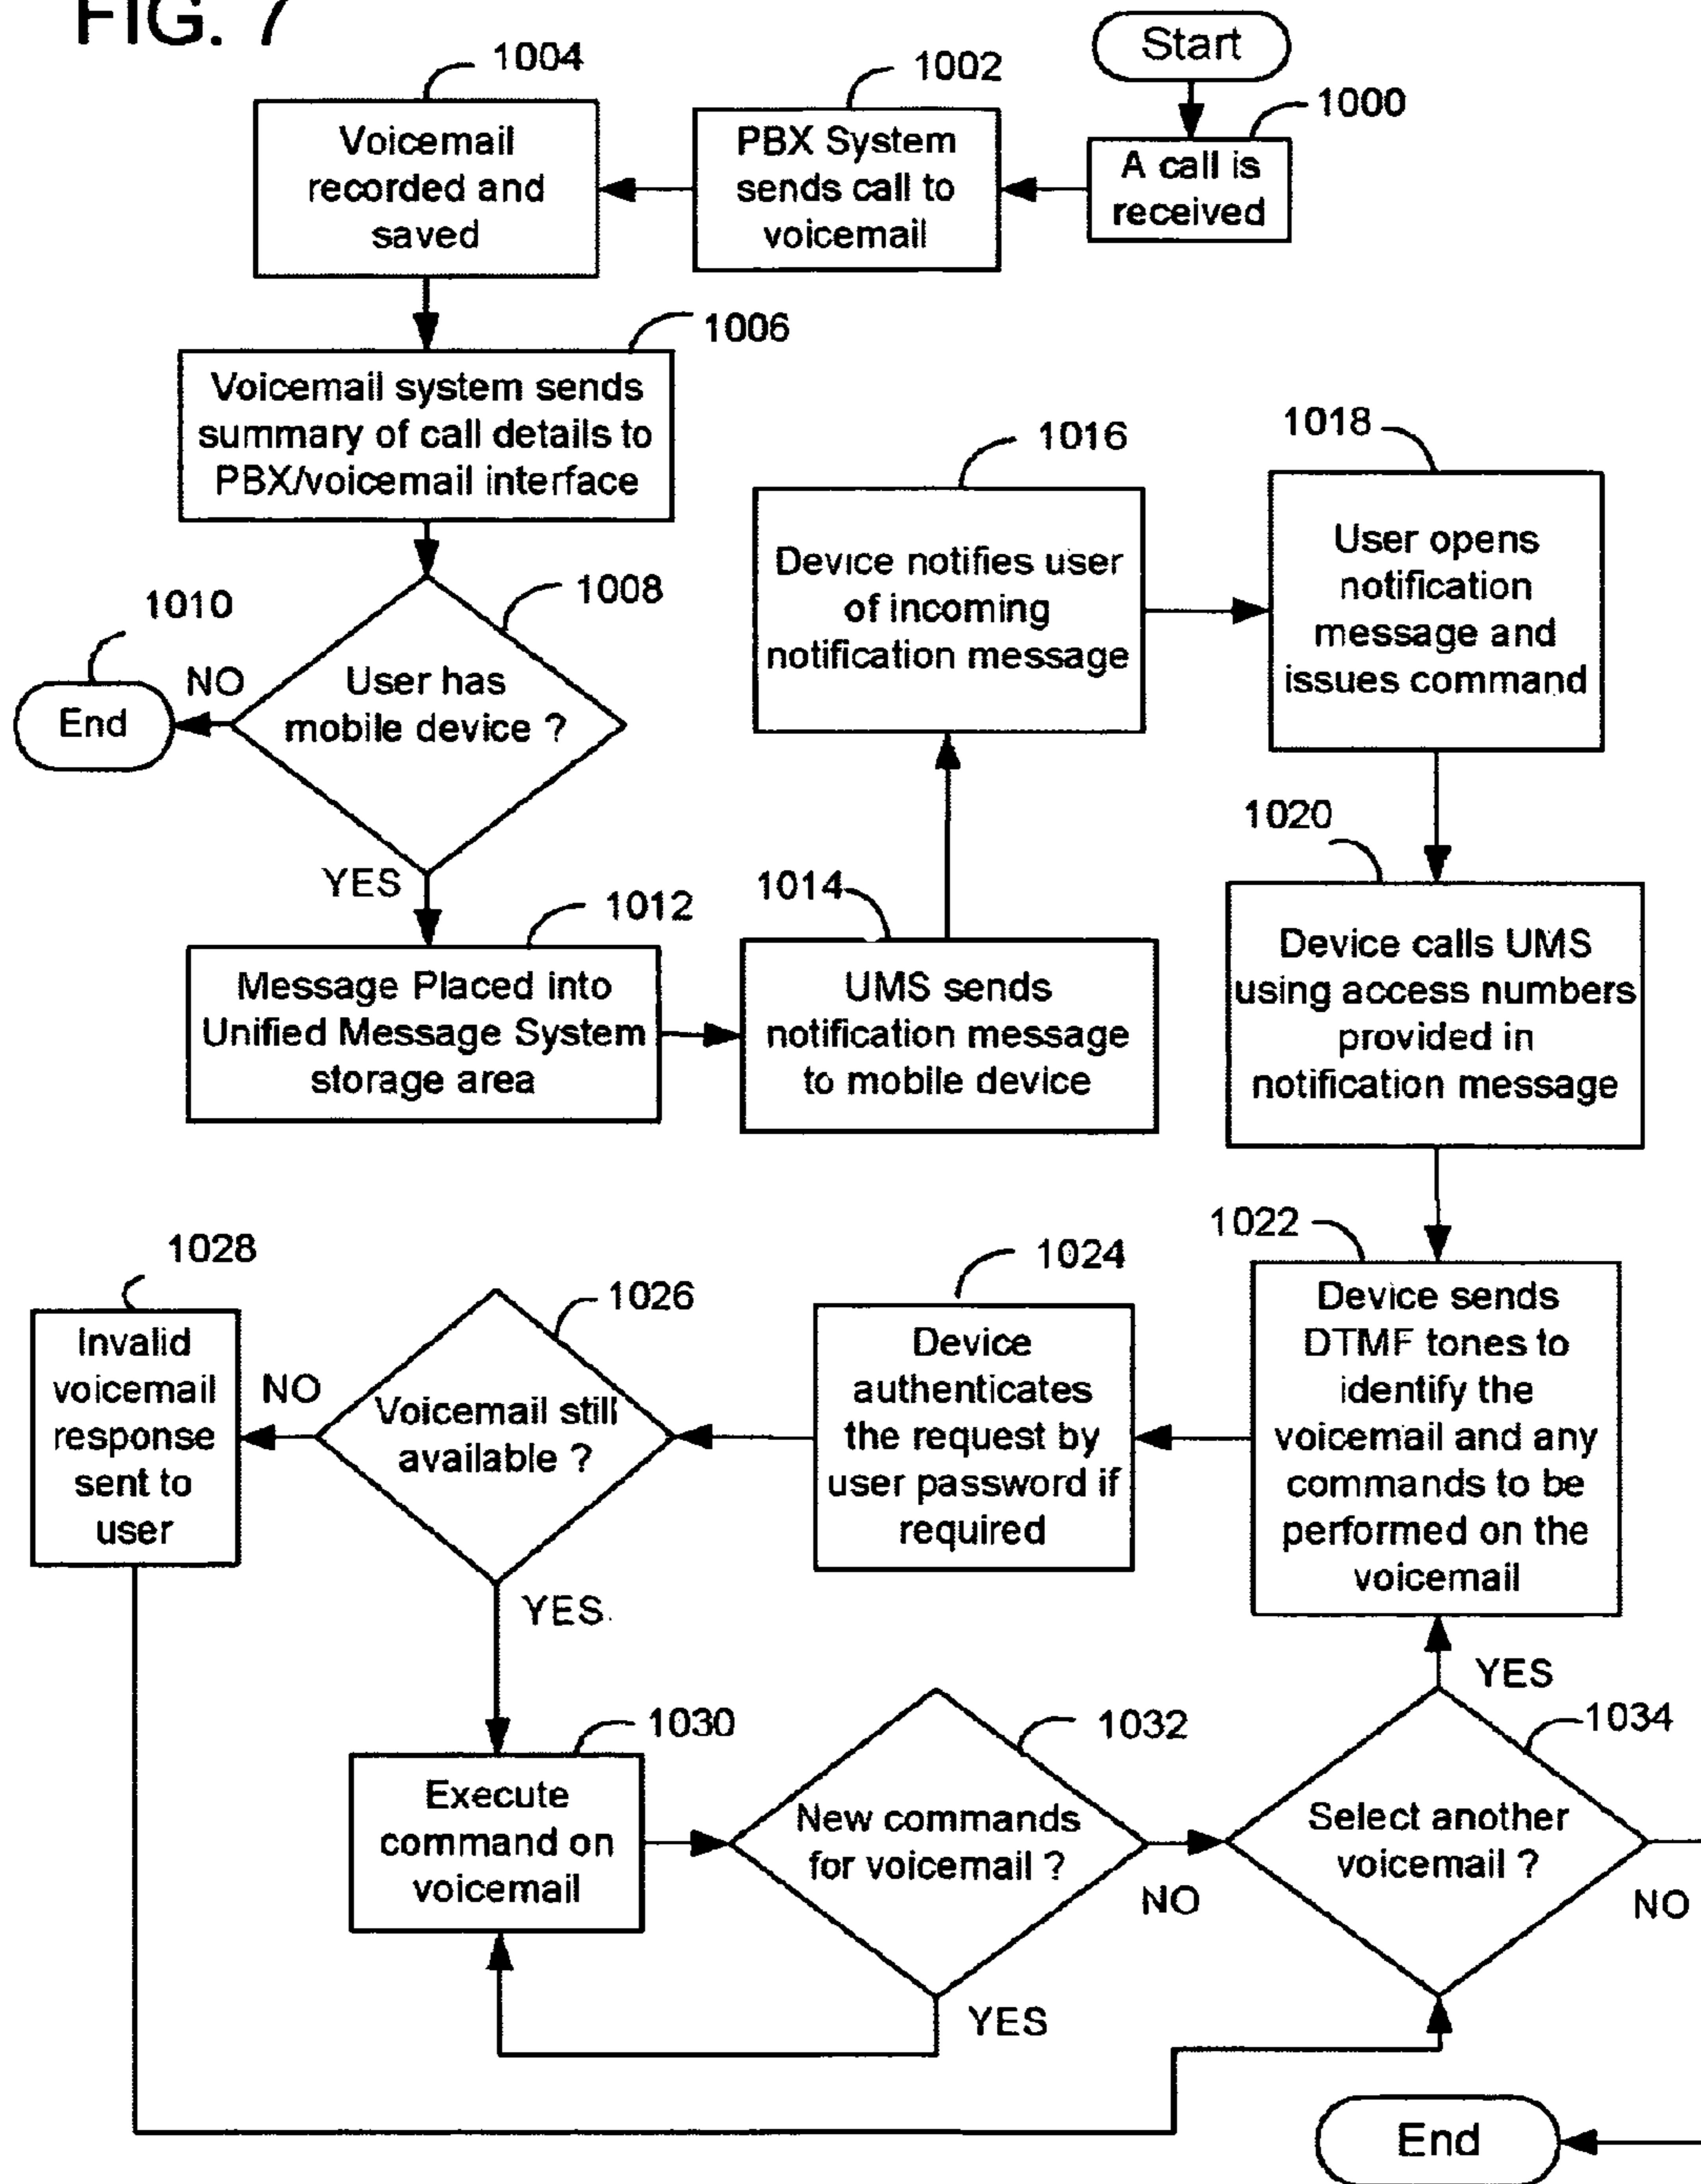 FIG. 7
Start
1000
A call is
received
1002
PBX System
sends call to
voicemail
1004
Voicemail
recorded and
saved
1006
Voicemail system sends
summary of call details to
PBX/voicemail interface
1008
User has
mobile device ?
NO
1010
End
YES
1012
Message Placed into
Unified Message System
storage area
1014
UMS sends
notification message
to mobile device
1016
Device notifies user
of incoming
notification message
1018
User opens
notification
message and
issues command
1020
Device calls UMS
using access numbers
provided in
notification message
1022
Device sends
DTMF tones to
identify the
voicemail and any
commands to be
performed on the
voicemail
1024
Device
authenticates
the request by
user password if
required
1026
Voicemail still
available ?
NO
1028
Invalid
voicemail
response
sent to
user
YES
1030
Execute
command on
voicemail
1032
New commands
for voicemail ?
YES
NO
1034
Select another
voicemail ?
YES
NO
End